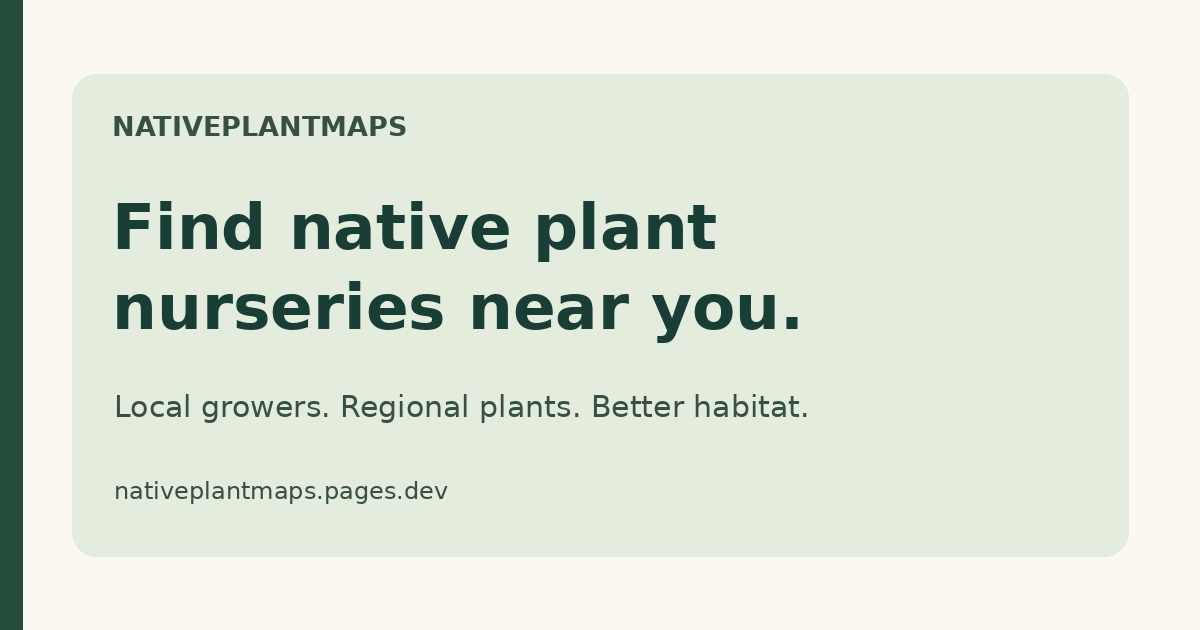 NATIVEPLANTMAPS
Find native plant
nurseries near you.
Local growers. Regional plants. Better habitat.
nativeplantmaps.pages.dev